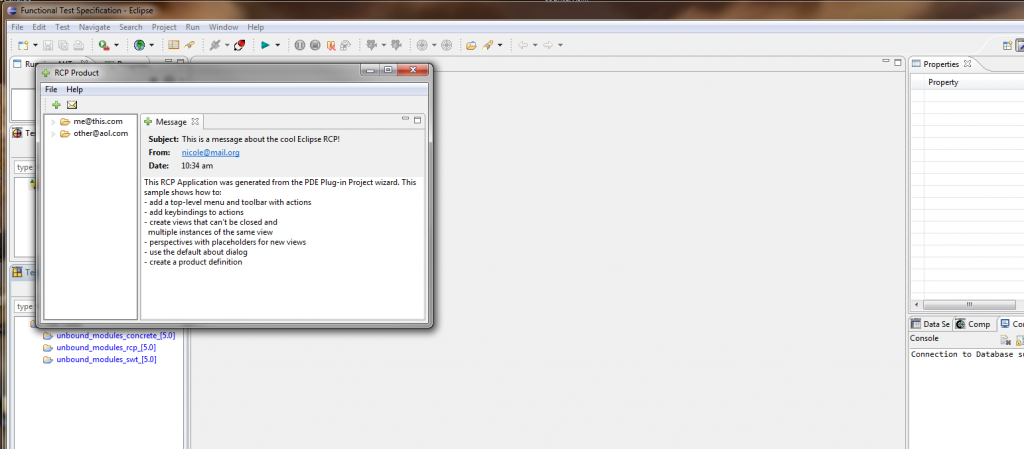 Functional Test Specification - Eclipse
File Edit Test Navigate Search Project Run Window Help
Properties
Property
RCP Product
File Help
me@this.com
other@aol.com
Message
Subject: This is a message about the cool Eclipse RCP!
From: nicole@mail.org
Date: 10:34 am
This RCP Application was generated from the PDE Plug-in Project wizard. This
sample shows how to:
- add a top-level menu and toolbar with actions
- add keybindings to actions
- create views that can't be closed and
multiple instances of the same view
- perspectives with placeholders for new views
- use the default about dialog
- create a product definition
type
type
unbound_modules_concrete_[5.0]
unbound_modules_rcp_[5.0]
unbound_modules_swt_[5.0]
Data Se Comp Co
Console
Connection to Database su